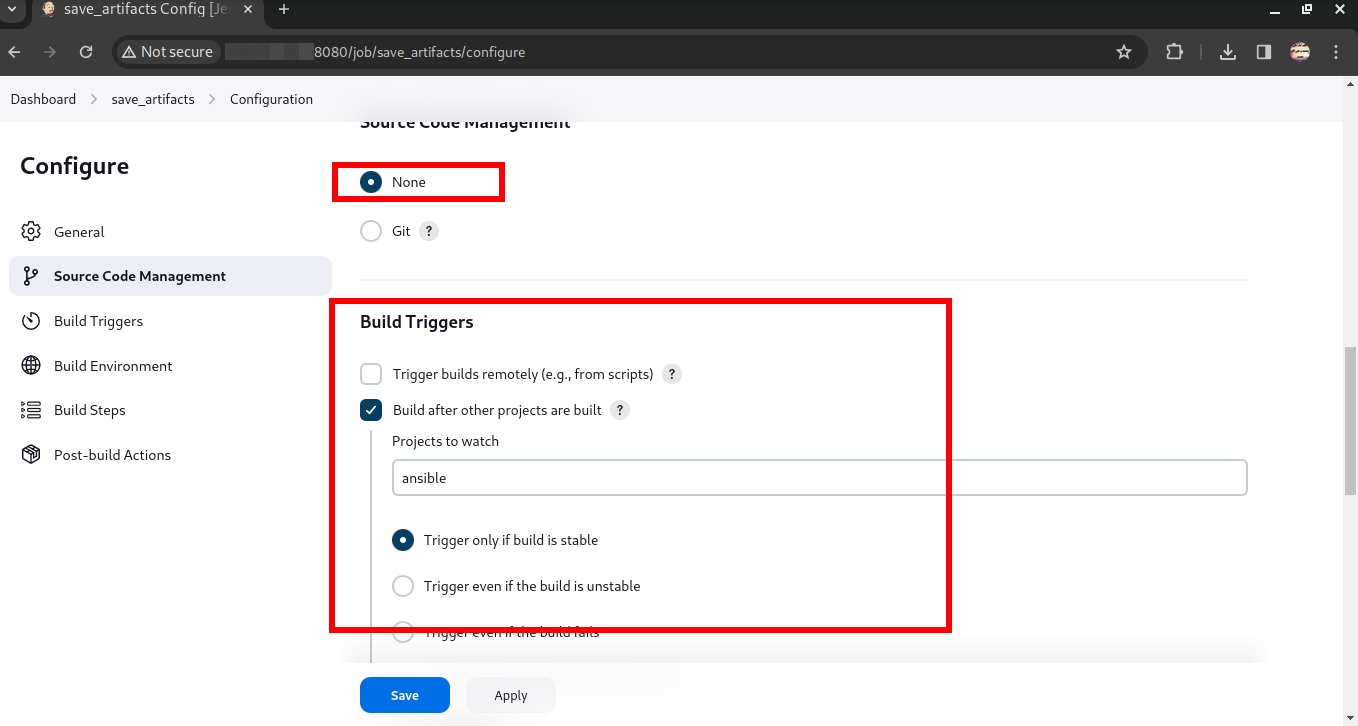 save_artifacts Config [Je
Not secure 8080/job/save_artifacts/configure
Dashboard save_artifacts Configuration
Configure
General
Source Code Management
Build Triggers
Build Environment
Build Steps
Post-build Actions
Source Code Management
None
Git ?
Build Triggers
Trigger builds remotely (e.g., from scripts) ?
Build after other projects are built ?
Projects to watch
ansible
Trigger only if build is stable
Trigger even if the build is unstable
Trigger even if the build fails
Save Apply